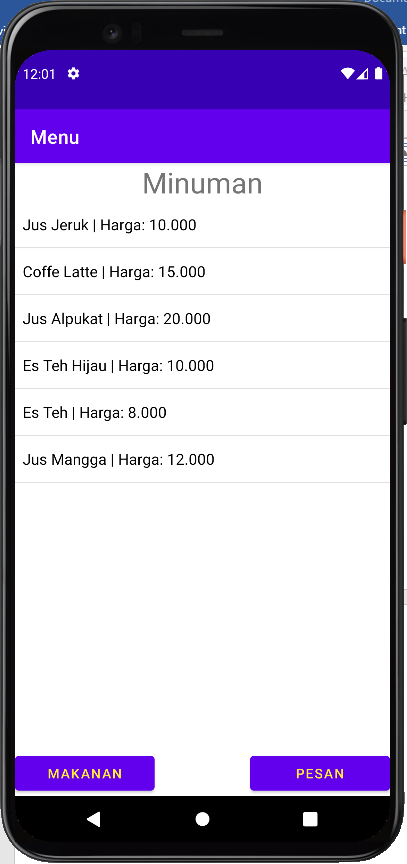 12:01
Menu
Minuman
Jus Jeruk | Harga: 10.000
Coffe Latte | Harga: 15.000
Jus Alpukat | Harga: 20.000
Es Teh Hijau | Harga: 10.000
Es Teh | Harga: 8.000
Jus Mangga | Harga: 12.000
MAKANAN
PESAN